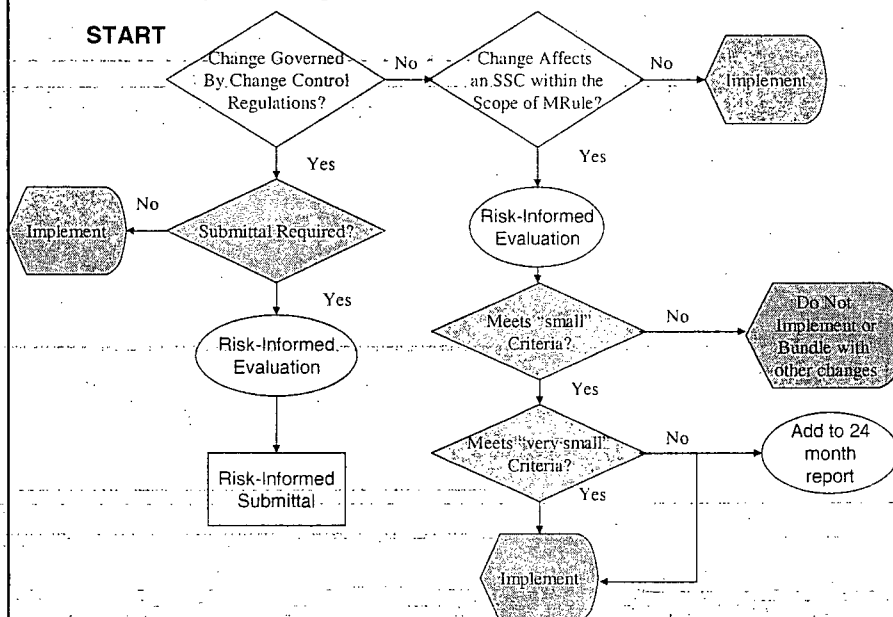 START
Change Governed
By Change Control
Regulations?
No
Change Affects
an SSC within the
Scope of MRule?
No
Implement
Yes
Yes
Implement
No
Submittal Required?
Risk-Informed
Evaluation
Yes
Risk-Informed
Evaluation
Meets "small"
Criteria?
No
Do Not
Implement or
Bundle with
other changes
Yes
Risk-Informed
Submittal
Meets "very small"
Criteria?
No
Add to 24
month
report
Yes
Implement